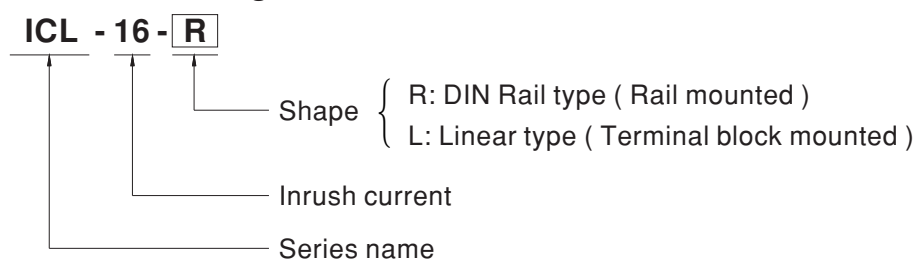 ICL - 16 - R
Shape { R: DIN Rail type ( Rail mounted )
L: Linear type ( Terminal block mounted )
Inrush current
Series name